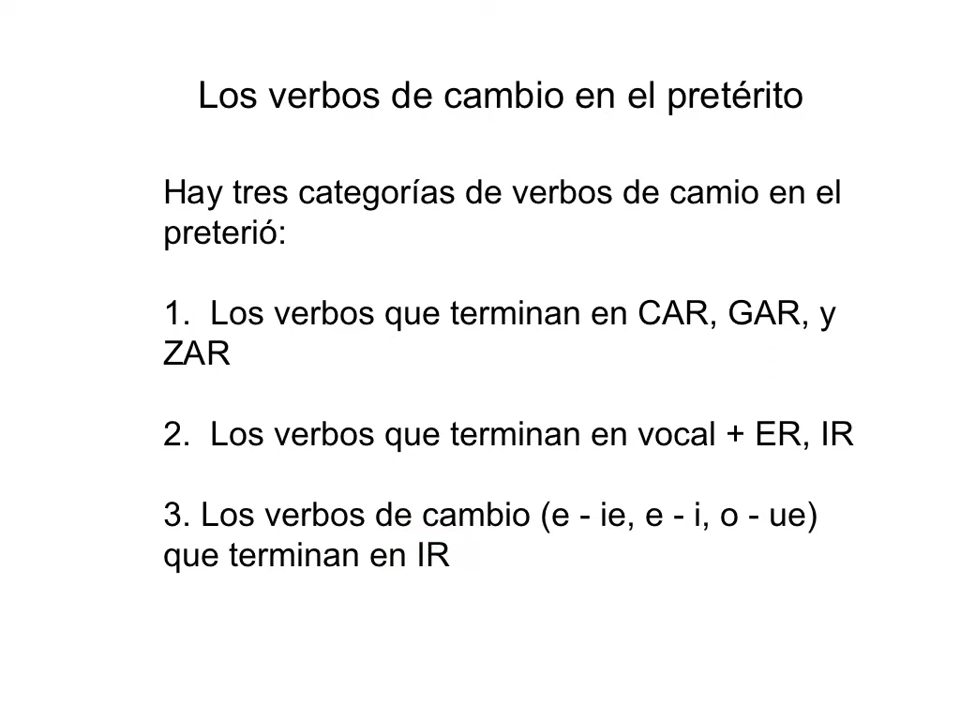 Los verbos de cambio en el pretérito
Hay tres categorías de verbos de camio en el
preterió:
1.  Los verbos que terminan en CAR, GAR, y
ZAR
2.  Los verbos que terminan en vocal + ER, IR
3. Los verbos de cambio (e - ie, e - i, o - ue)
que terminan en IR